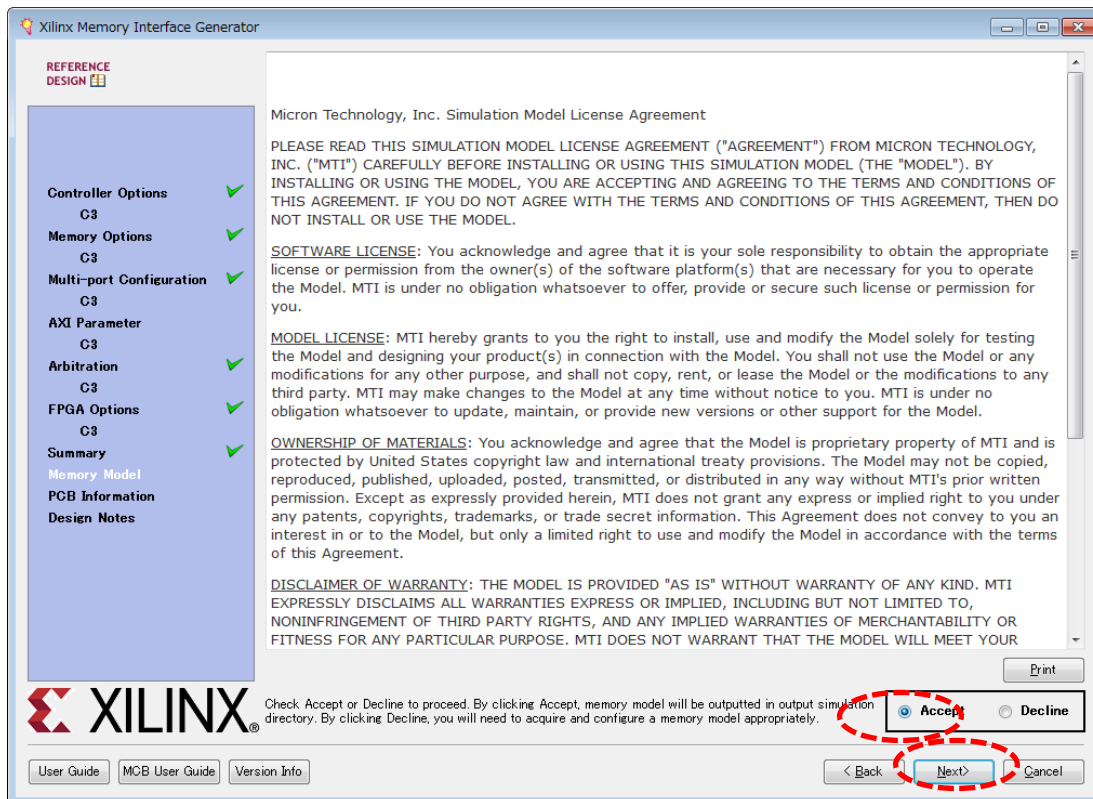 Xilinx Memory Interface Generator
REFERENCE
DESIGN
Controller Options
C3
Memory Options
C3
Multi-port Configuration
C3
AXI Parameter
C3
Arbitration
C3
FPGA Options
C3
Summary
Memory Model
PCB Information
Design Notes
Micron Technology, Inc. Simulation Model License Agreement
PLEASE READ THIS SIMULATION MODEL LICENSE AGREEMENT ("AGREEMENT") FROM MICRON TECHNOLOGY,
INC. ("MTI") CAREFULLY BEFORE INSTALLING OR USING THIS SIMULATION MODEL (THE "MODEL"). BY
INSTALLING OR USING THE MODEL, YOU ARE ACCEPTING AND AGREEING TO THE TERMS AND CONDITIONS OF
THIS AGREEMENT. IF YOU DO NOT AGREE WITH THE TERMS AND CONDITIONS OF THIS AGREEMENT, THEN DO
NOT INSTALL OR USE THE MODEL.
SOFTWARE LICENSE: You acknowledge and agree that it is your sole responsibility to obtain the appropriate
license or permission from the owner(s) of the software platform(s) that are necessary for you to operate
the Model. MTI is under no obligation whatsoever to offer, provide or secure such license or permission for
you.
MODEL LICENSE: MTI hereby grants to you the right to install, use and modify the Model solely for testing
the Model and designing your product(s) in connection with the Model. You shall not use the Model or any
modifications for any other purpose, and shall not copy, rent, or lease the Model or the modifications to any
third party. MTI may make changes to the Model at any time without notice to you. MTI is under no
obligation whatsoever to update, maintain, or provide new versions or other support for the Model.
OWNERSHIP OF MATERIALS: You acknowledge and agree that the Model is proprietary property of MTI and is
protected by United States copyright law and international treaty provisions. The Model may not be copied,
reproduced, published, uploaded, posted, transmitted, or distributed in any way without MTI's prior written
permission. Except as expressly provided herein, MTI does not grant any express or implied right to you under
any patents, copyrights, trademarks, or trade secret information. This Agreement does not convey to you an
interest in or to the Model, but only a limited right to use and modify the Model in accordance with the terms
of this Agreement.
DISCLAIMER OF WARRANTY: THE MODEL IS PROVIDED "AS IS" WITHOUT WARRANTY OF ANY KIND. MTI
EXPRESSLY DISCLAIMS ALL WARRANTIES EXPRESS OR IMPLIED, INCLUDING BUT NOT LIMITED TO,
NONINFRINGEMENT OF THIRD PARTY RIGHTS, AND ANY IMPLIED WARRANTIES OF MERCHANTABILITY OR
FITNESS FOR ANY PARTICULAR PURPOSE. MTI DOES NOT WARRANT THAT THE MODEL WILL MEET YOUR
Print
XILINX®
Check Accept or Decline to proceed. By clicking Accept, memory model will be outputted in output simulation
directory. By clicking Decline, you will need to acquire and configure a memory model appropriately.
Accept Decline
User Guide MCB User Guide Version Info < Back Next> Cancel